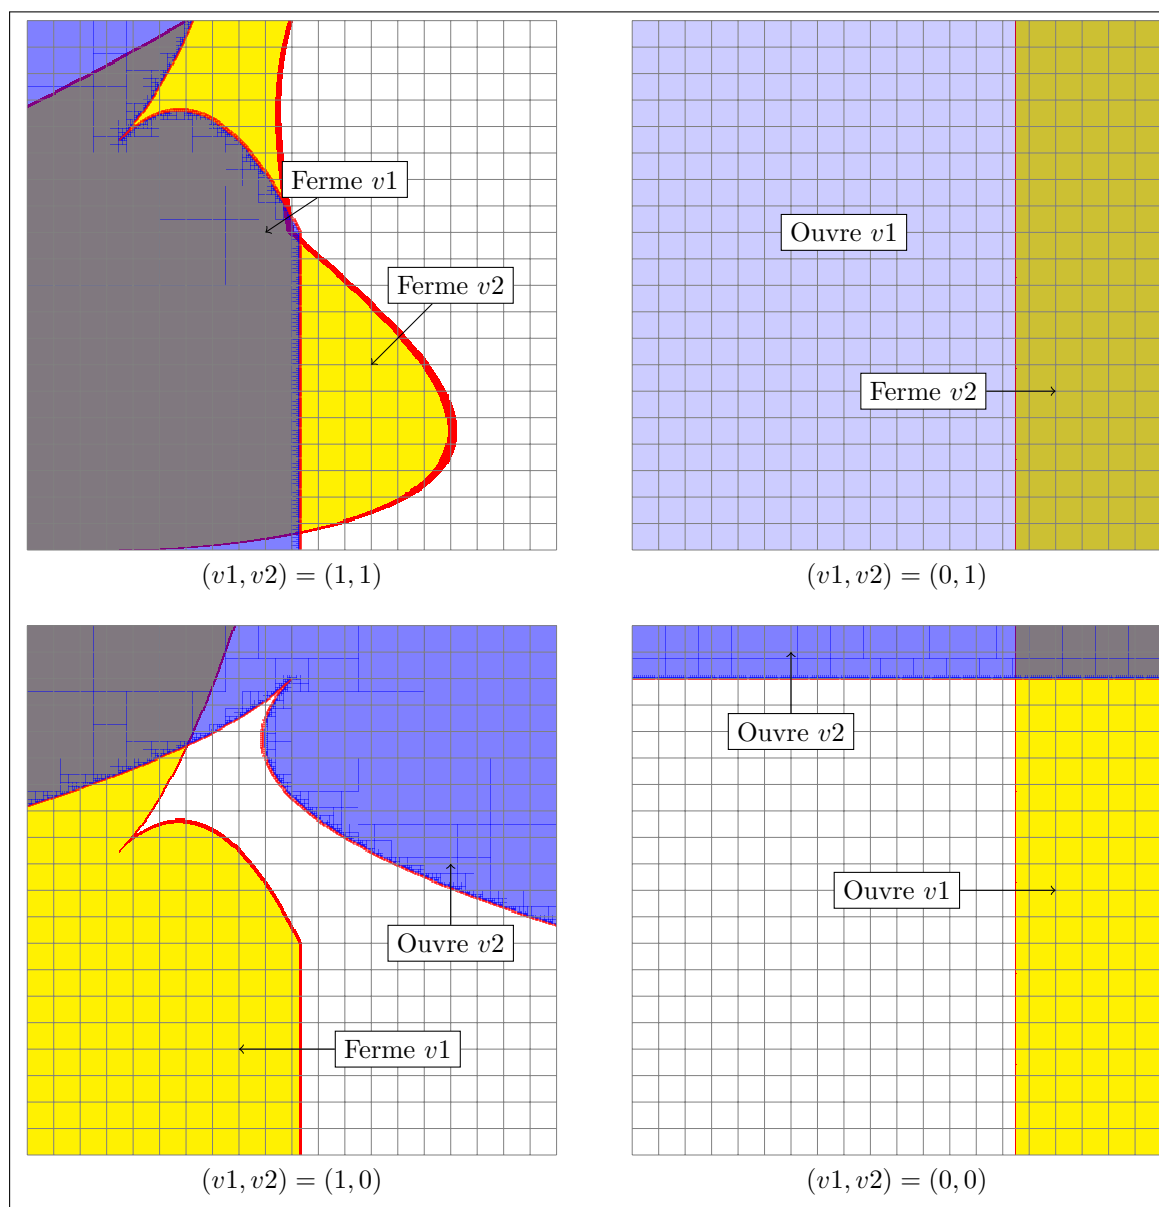 Ferme v1
Ferme v2
(v1, v2) = (1, 1)
Ouvre v1
Ferme v2
(v1, v2) = (0, 1)
Ouvre v2
Ferme v1
(v1, v2) = (1, 0)
Ouvre v2
Ouvre v1
(v1, v2) = (0, 0)